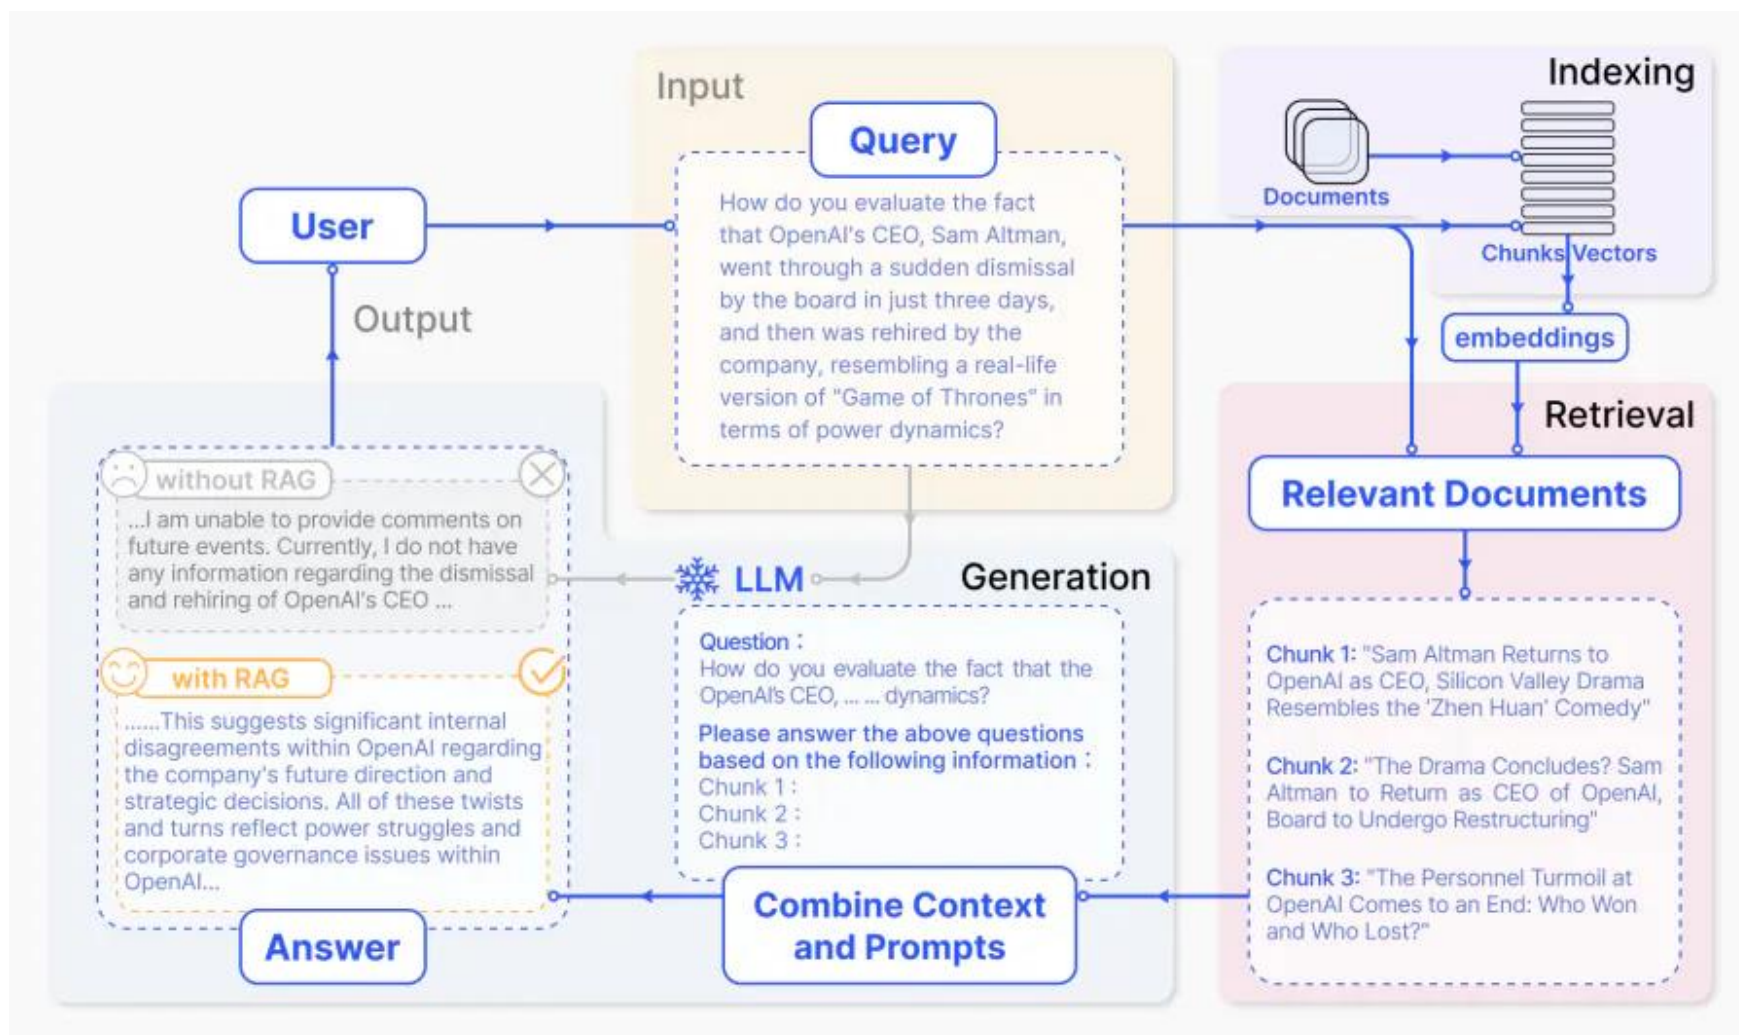 Input
Query
How do you evaluate the fact
that OpenAI's CEO, Sam Altman,
went through a sudden dismissal
by the board in just three days,
and then was rehired by the
company, resembling a real-life
version of "Game of Thrones" in
terms of power dynamics?
Indexing
Documents
Chunks Vectors
embeddings
User
Output
Retrieval
Relevant Documents
Chunk 1: "Sam Altman Returns to
OpenAI as CEO, Silicon Valley Drama
Resembles the 'Zhen Huan' Comedy"
Chunk 2: "The Drama Concludes? Sam
Altman to Return as CEO of OpenAI,
Board to Undergo Restructuring"
Chunk 3: "The Personnel Turmoil at
OpenAI Comes to an End: Who Won
and Who Lost?"
Generation
LLM
Question :
How do you evaluate the fact that the
OpenAI's CEO, ... ... dynamics?
Please answer the above questions
based on the following information :
Chunk 1 :
Chunk 2 :
Chunk 3 :
Combine Context
and Prompts
without RAG
...I am unable to provide comments on
future events. Currently, I do not have
any information regarding the dismissal
and rehiring of OpenAI's CEO ...
with RAG
......This suggests significant internal
disagreements within OpenAI regarding
the company's future direction and
strategic decisions. All of these twists
and turns reflect power struggles and
corporate governance issues within
OpenAI...
Answer